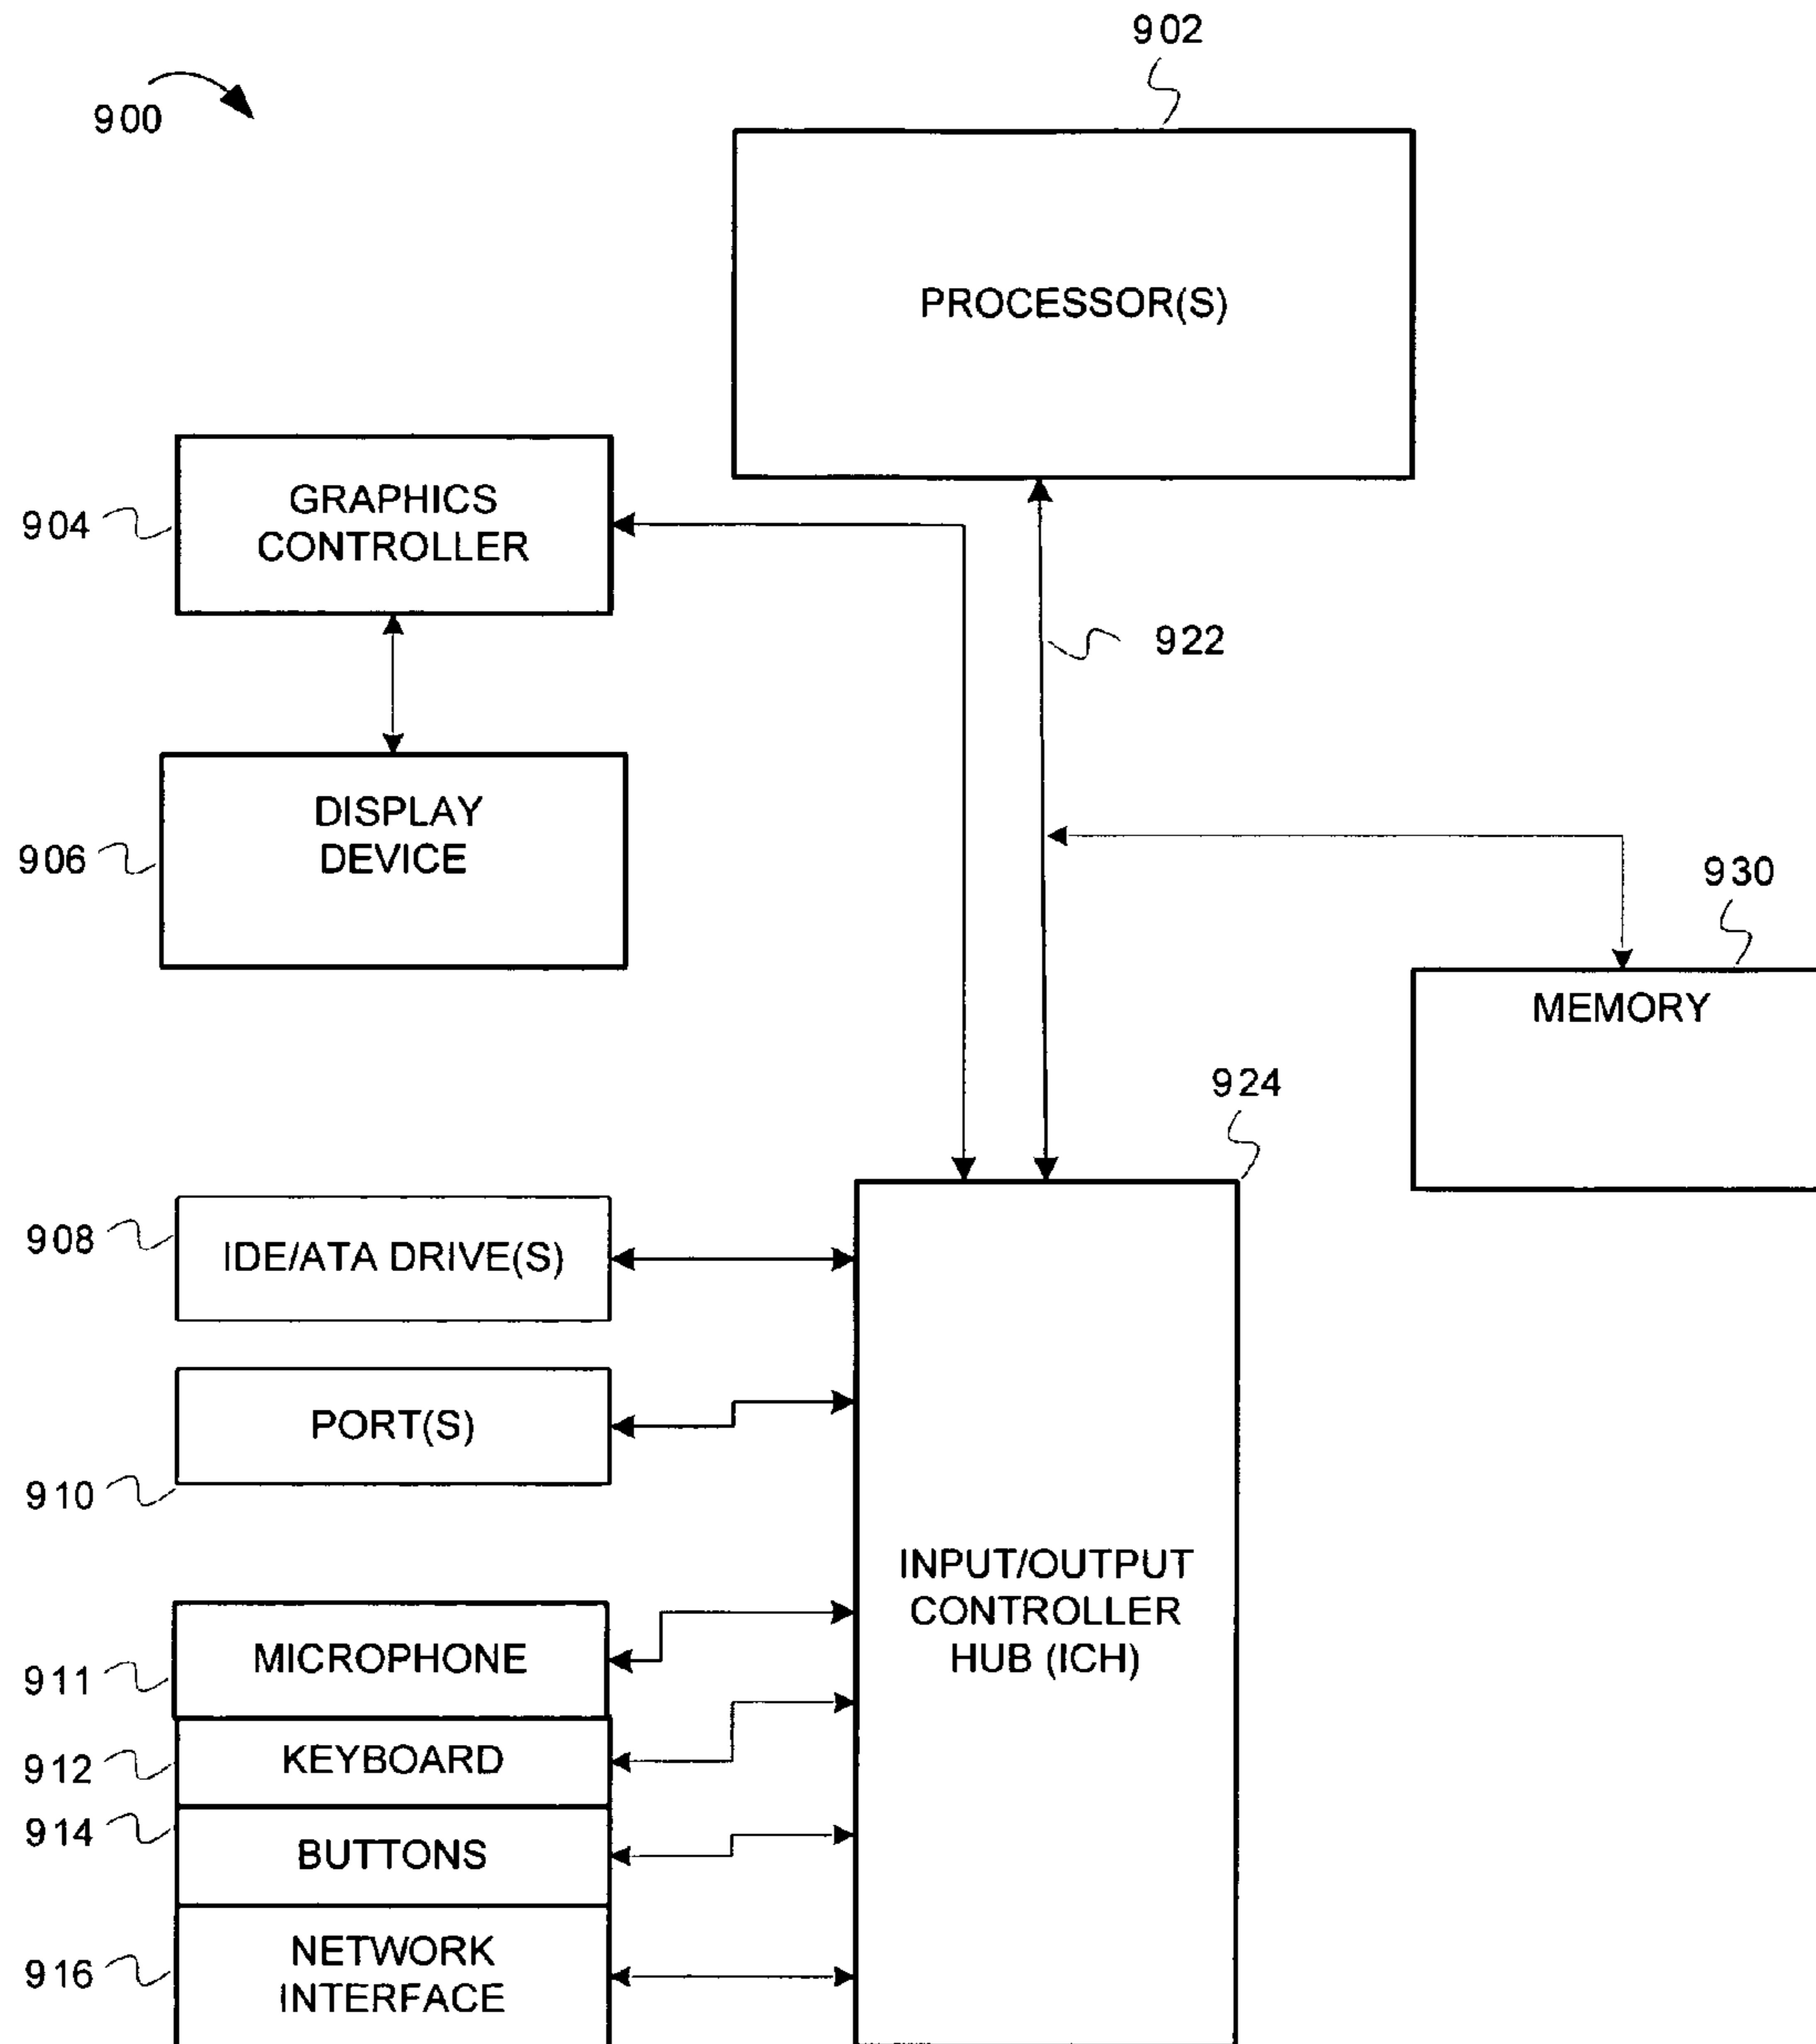 902
900
PROCESSOR(S)
904
GRAPHICS
CONTROLLER
922
906
DISPLAY
DEVICE
930
MEMORY
924
908
IDE/ATA DRIVE(S)
PORT(S)
910
INPUT/OUTPUT
CONTROLLER
HUB (ICH)
911
MICROPHONE
912
KEYBOARD
914
BUTTONS
916
NETWORK
INTERFACE